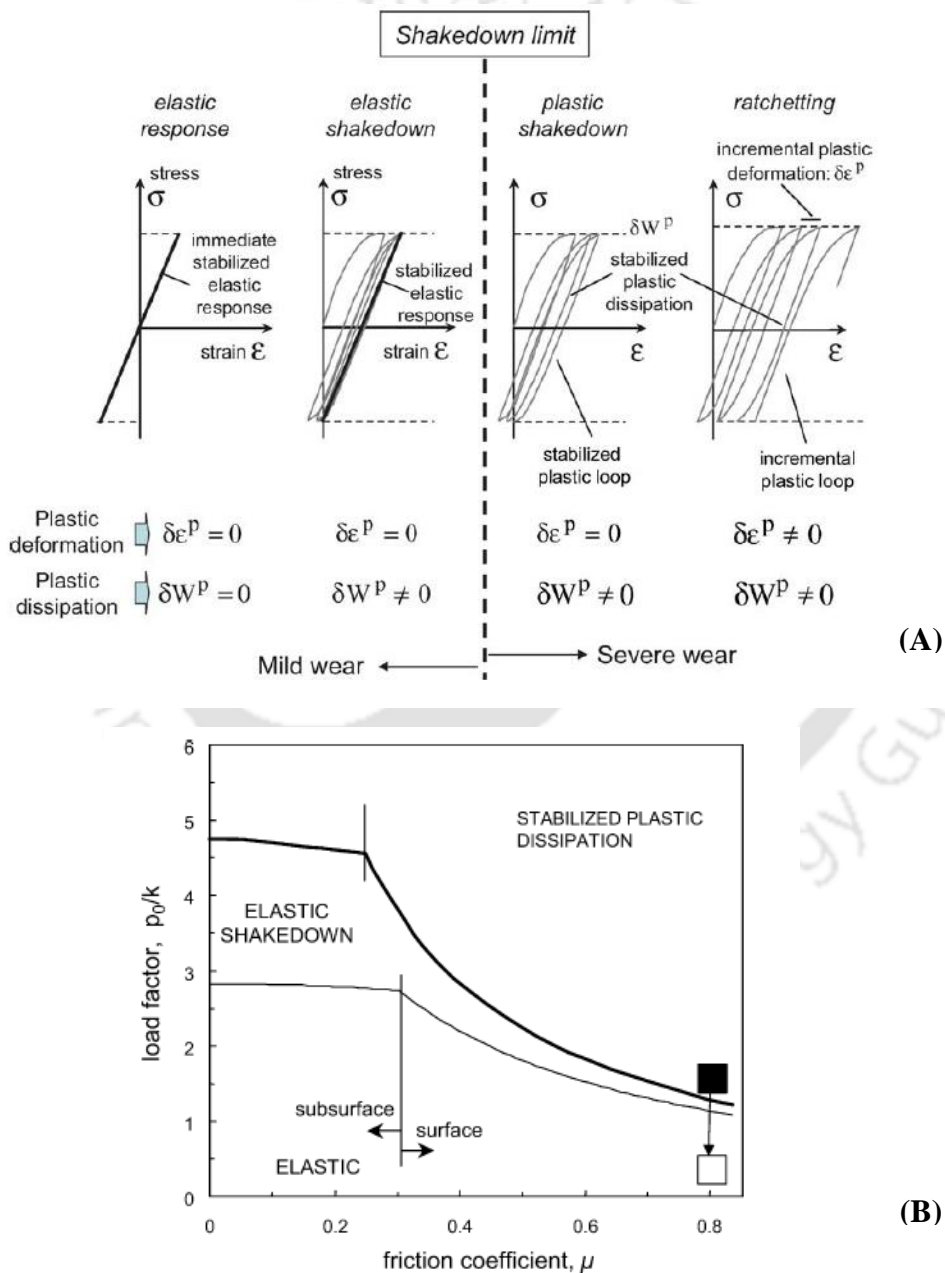 Shakedown limit
elastic
response
elastic
shakedown
plastic
shakedown
ratchetting
incremental plastic
deformation: δε^p
stress
σ
stress
σ
σ
σ
δW^p
immediate
stabilized
elastic
response
stabilized
elastic
response
stabilized
plastic
dissipation
strain ε
strain ε
ε
ε
stabilized
plastic loop
incremental
plastic loop
Plastic
deformation
δε^p = 0
δε^p = 0
δε^p = 0
δε^p ≠ 0
Plastic
dissipation
δW^p = 0
δW^p ≠ 0
δW^p ≠ 0
δW^p ≠ 0
(A)
Mild wear
Severe wear
6
5
4
3
2
1
0
load factor, p₀/k
STABILIZED PLASTIC
DISSIPATION
ELASTIC
SHAKEDOWN
subsurface
surface
ELASTIC
0
0.2
0.4
0.6
0.8
friction coefficient, μ
(B)
gy Gu